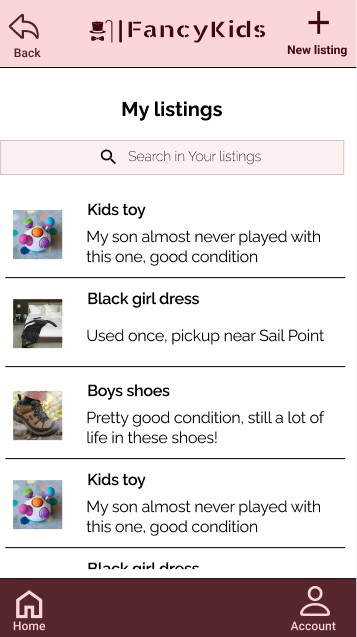 Back
FancyKids
New listing
My listings
Search in Your listings
Kids toy
My son almost never played with
this one, good condition
Black girl dress
Used once, pickup near Sail Point
Boys shoes
Pretty good condition, still a lot of
life in these shoes!
Kids toy
My son almost never played with
this one, good condition
Black girl dress
Home
Account